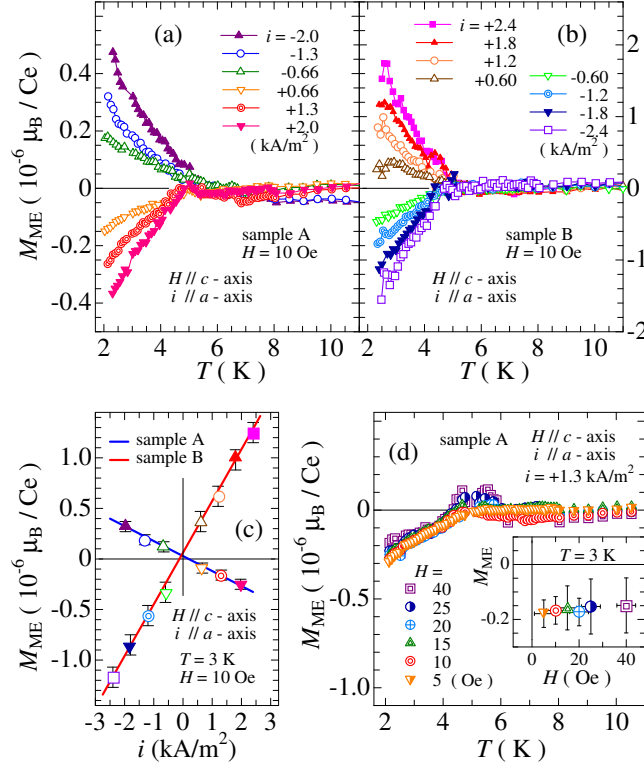 (a)
i = -2.0
-1.3
-0.66
+0.66
+1.3
+2.0
( kA/m²)
sample A
H = 10 Oe
H // c - axis
i // a - axis
0.4
0.2
0
-0.2
-0.4
M_ME ( 10⁻⁶ μ_B / Ce )
2 4 6 8 10
T ( K )
(b)
i = +2.4
+1.8
+1.2
+0.60
-0.60
-1.2
-1.8
-2.4
( kA/m²)
sample B
H = 10 Oe
H // c - axis
i // a - axis
2
1
0
-1
-2
2 4 6 8 10
T ( K )
sample A
sample B
(c)
H // c - axis
i // a - axis
T = 3 K
H = 10 Oe
1.0
0.5
0
-0.5
-1.0
M_ME ( 10⁻⁶ μ_B / Ce )
-3 -2 -1 0 1 2 3
i (kA/m²)
(d)
sample A
H // c - axis
i // a - axis
i = +1.3 kA/m²
H =
40
25
20
15
10
5 ( Oe)
0.5
0.0
-0.5
-1.0
M_ME ( 10⁻⁶ μ_B / Ce )
2 4 6 8 10
T ( K )
T = 3 K
0
-0.2
M_ME
0 20 40
H ( Oe)